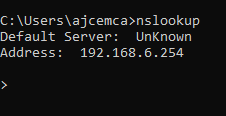 C:\Users\ajcemca>nslookup
Default Server:  UnKnown
Address:  192.168.6.254
>